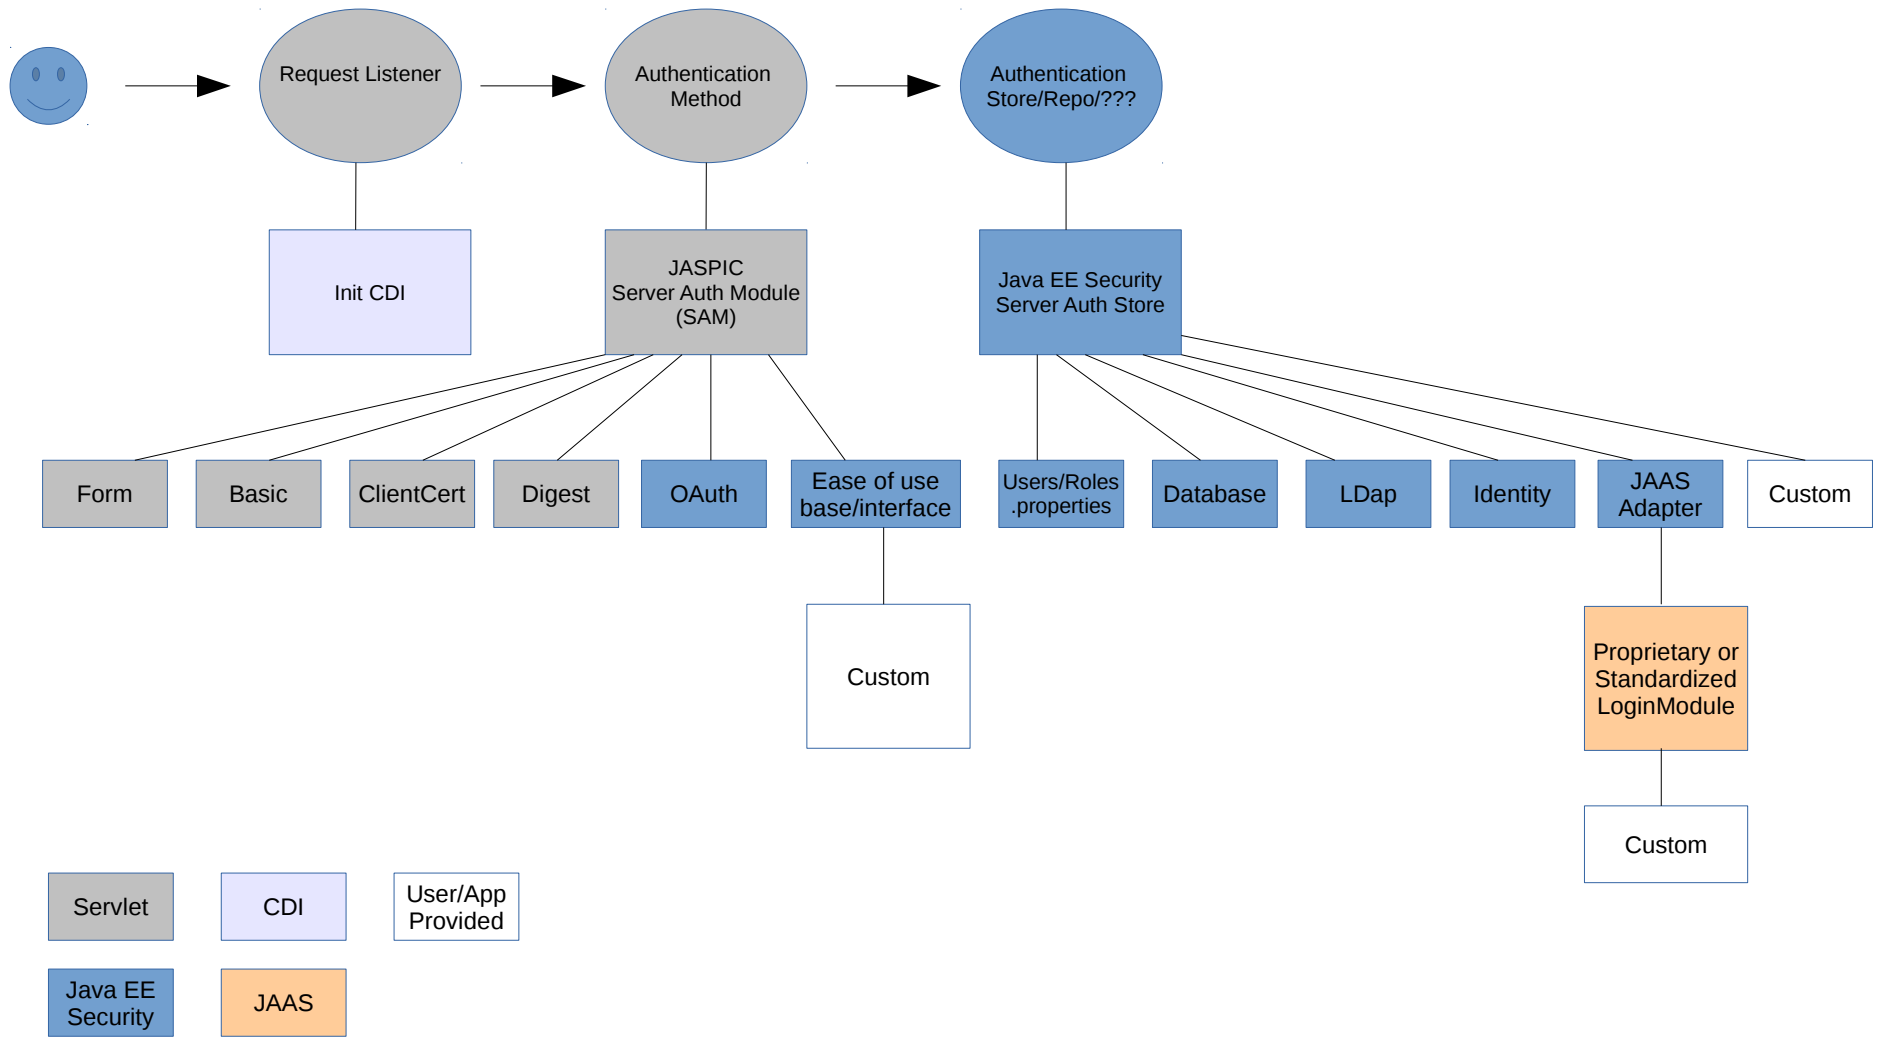 Request Listener
Authentication
Method
Authentication
Store/Repo/???
Init CDI
JASPIC
Server Auth Module
(SAM)
Java EE Security
Server Auth Store
Form
Basic
ClientCert
Digest
OAuth
Ease of use
base/interface
Users/Roles
.properties
Database
LDap
Identity
JAAS
Adapter
Custom
Custom
Proprietary or
Standardized
LoginModule
Custom
Servlet
CDI
User/App
Provided
Java EE
Security
JAAS